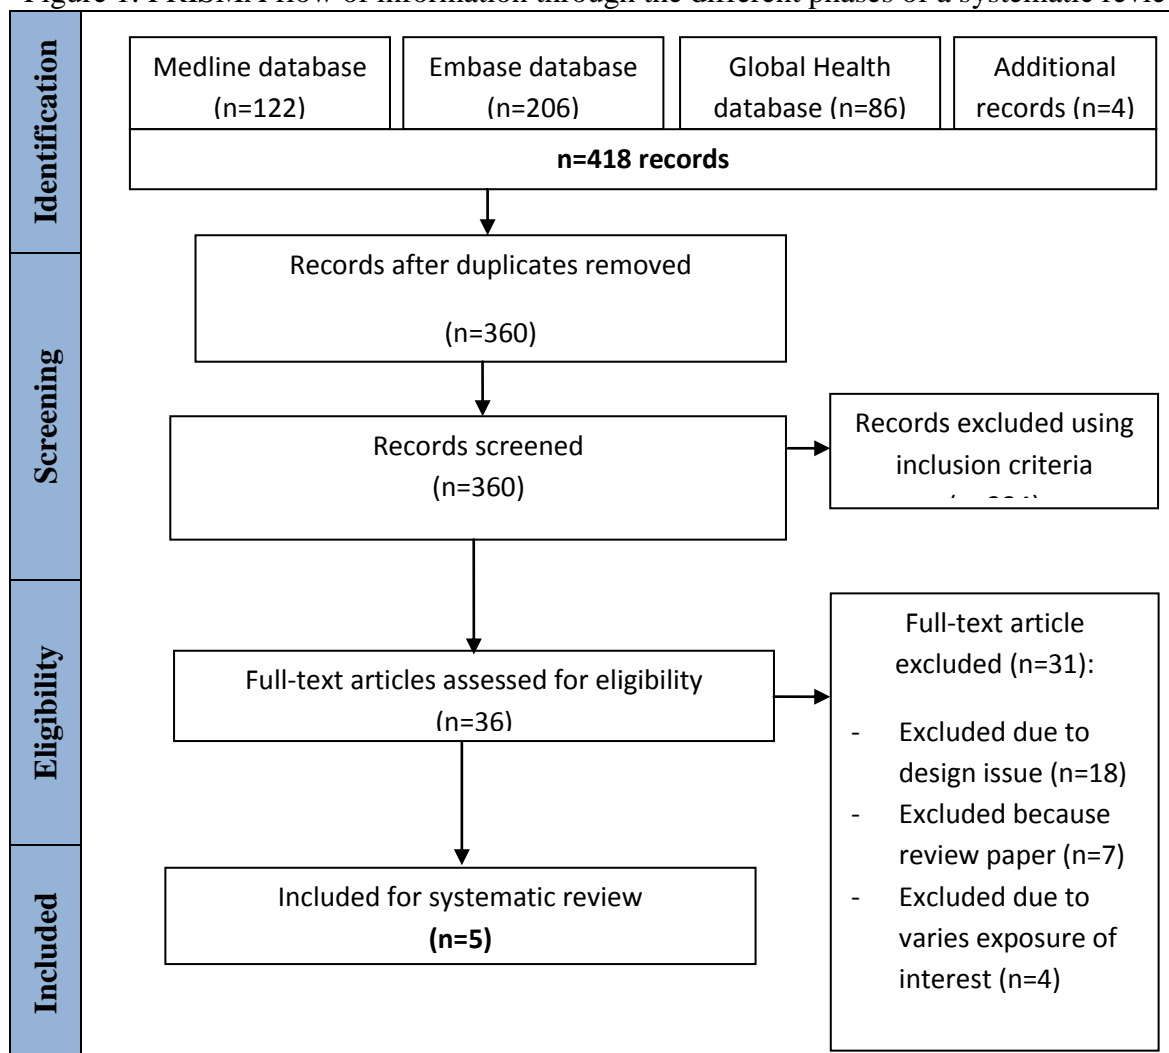 Figure 1. PRISMA flow of information through the different phases of a systematic review
Identification
Medline database
(n=122)
Embase database
(n=206)
Global Health
database (n=86)
Additional
records (n=4)
n=418 records
Screening
Records after duplicates removed
(n=360)
Records screened
(n=360)
Records excluded using
inclusion criteria
Eligibility
Full-text articles assessed for eligibility
(n=36)
Full-text article
excluded (n=31):
- Excluded due to
design issue (n=18)
- Excluded because
review paper (n=7)
- Excluded due to
varies exposure of
interest (n=4)
Included
Included for systematic review
(n=5)